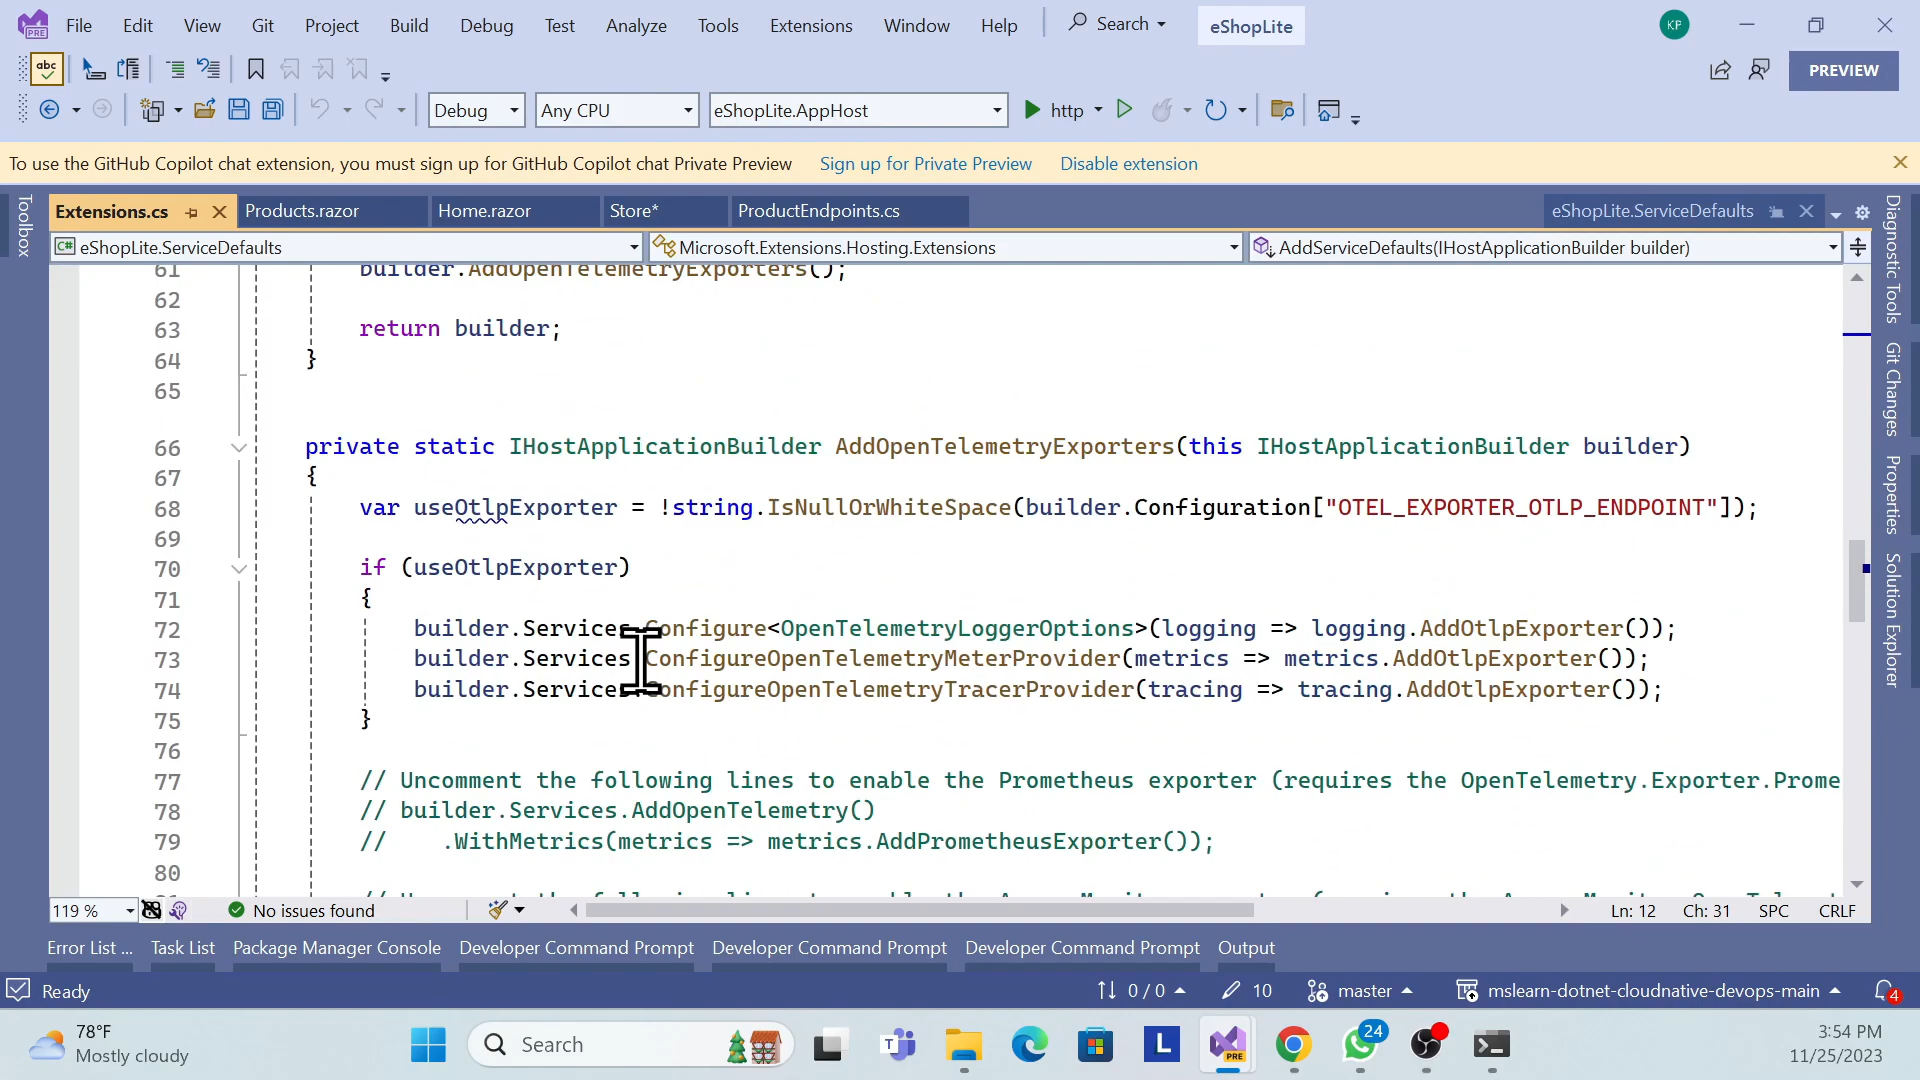 File Edit View Git Project Build Debug Test Analyze Tools Extensions Window Help Search eShopLite KP
abc PREVIEW
Debug Any CPU eShopLite.AppHost http
To use the GitHub Copilot chat extension, you must sign up for GitHub Copilot chat Private Preview Sign up for Private Preview Disable extension
Toolbox
Extensions.cs Products.razor Home.razor Store* ProductEndpoints.cs eShopLite.ServiceDefaults
C# eShopLite.ServiceDefaults Microsoft.Extensions.Hosting.Extensions AddServiceDefaults(IHostApplicationBuilder builder)
61 builder.AddOpenTelemetryExporters();
62
63 return builder;
64 }
65
66 private static IHostApplicationBuilder AddOpenTelemetryExporters(this IHostApplicationBuilder builder)
67 {
68 var useOtlpExporter = !string.IsNullOrWhiteSpace(builder.Configuration["OTEL_EXPORTER_OTLP_ENDPOINT"]);
69
70 if (useOtlpExporter)
71 {
72 builder.Services.Configure<OpenTelemetryLoggerOptions>(logging => logging.AddOtlpExporter());
73 builder.Services.ConfigureOpenTelemetryMeterProvider(metrics => metrics.AddOtlpExporter());
74 builder.Services.ConfigureOpenTelemetryTracerProvider(tracing => tracing.AddOtlpExporter());
75 }
76
77 // Uncomment the following lines to enable the Prometheus exporter (requires the OpenTelemetry.Exporter.Prome
78 // builder.Services.AddOpenTelemetry()
79 // .WithMetrics(metrics => metrics.AddPrometheusExporter());
80
Diagnostic Tools
Git Changes
Properties
Solution Explorer
119 % No issues found Ln: 12 Ch: 31 SPC CRLF
Error List ... Task List Package Manager Console Developer Command Prompt Developer Command Prompt Developer Command Prompt Output
Ready 0 / 0 10 master mslearn-dotnet-cloudnative-devops-main 4
78°F
Mostly cloudy
Search
L
PRE
24
3:54 PM
11/25/2023